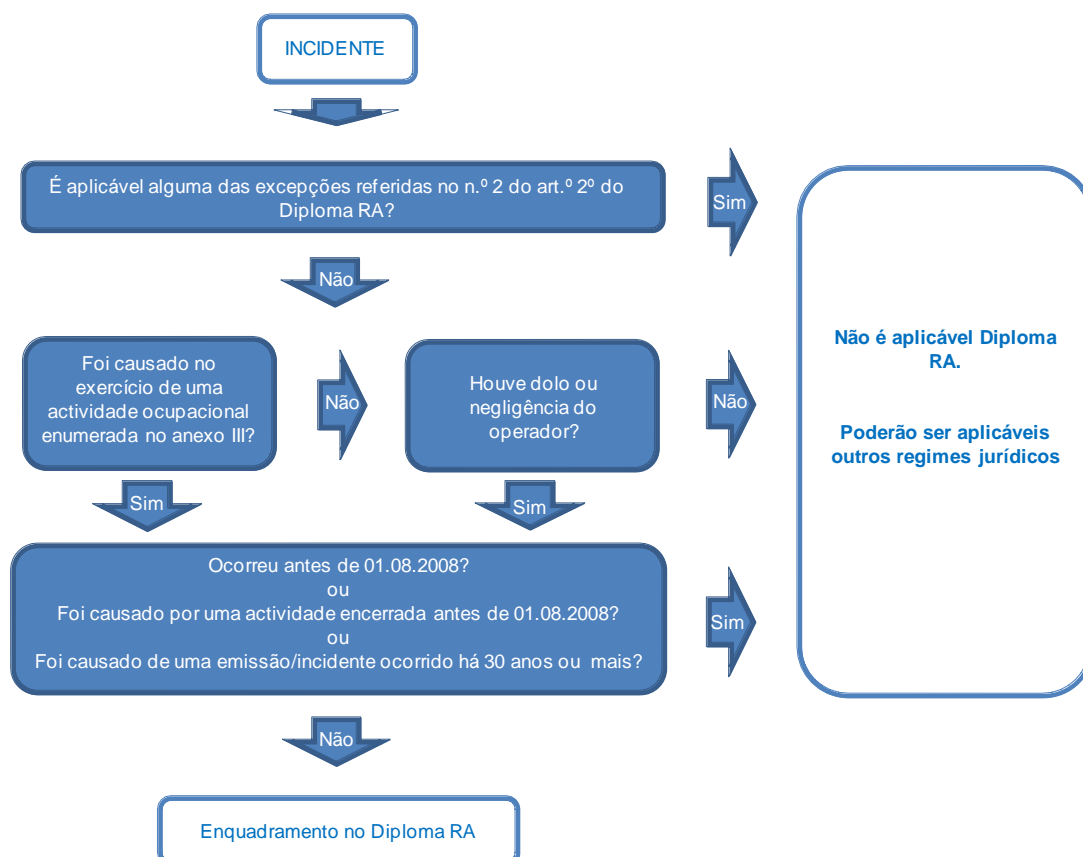 INCIDENTE
É aplicável alguma das excepções referidas no n.º 2 do art.º 2º do
Diploma RA?
Sim
Não
Foi causado no
exercício de uma
actividade ocupacional
enumerada no anexo III?
Não
Houve dolo ou
negligência do
operador?
Não
Não é aplicável Diploma
RA.
Poderão ser aplicáveis
outros regimes jurídicos
Sim
Sim
Ocorreu antes de 01.08.2008?
ou
Foi causado por uma actividade encerrada antes de 01.08.2008?
ou
Foi causado de uma emissão/incidente ocorrido há 30 anos ou mais?
Sim
Não
Enquadramento no Diploma RA